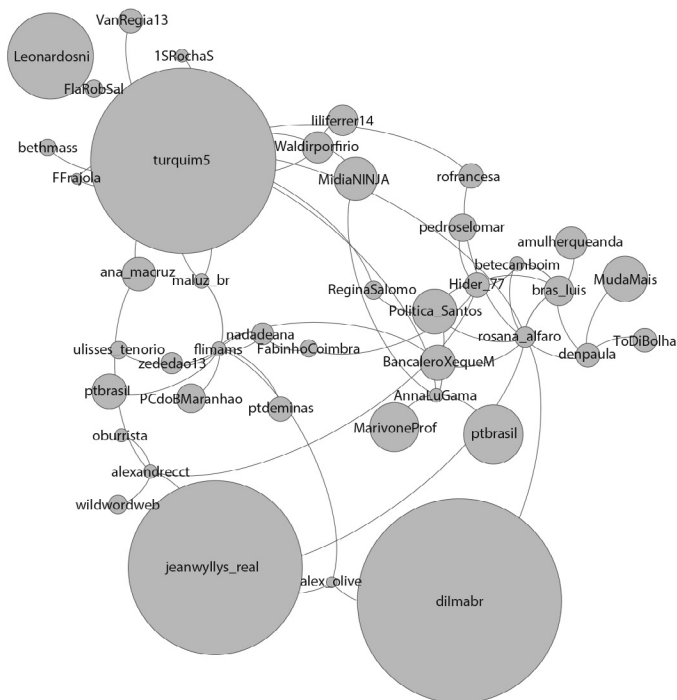 VanRegia13
Leonardosni
1SRochaS
FlaRobSal
liliferrer14
bethmass
Waldirporfirio
turquim5
FFrajola
MidiaNINJA
rofrancesa
pedroselomar
amulherqueanda
ana_macruz
maluz_br
betecamboim
Hider_77
bras_luis
MudaMais
ReginaSalomo
Politica_Santos
nadadeana
rosana_alfaro
ToDiBolha
ulisses_tenorio
flimams
FabinhoCoimbra
denpaula
zededao13
BancaleroXequeM
ptbrasil
PCdoBMaranhao
ptdeminas
AnnaLuGama
MarivoneProf
ptbrasil
oburrista
alexandrecct
wildwordweb
jeanwyllys_real
alex_olive
dilmabr